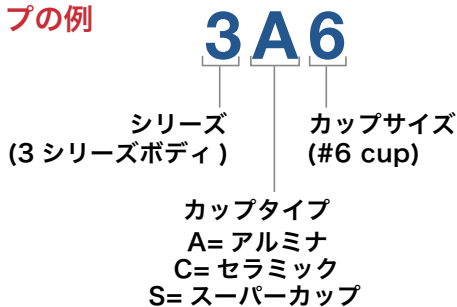 プの例
3A6
シリーズ
(3 シリーズボディ)
カップサイズ
(#6 cup)
カップタイプ
A= アルミナ
C= セラミック
S= スーパーカップ